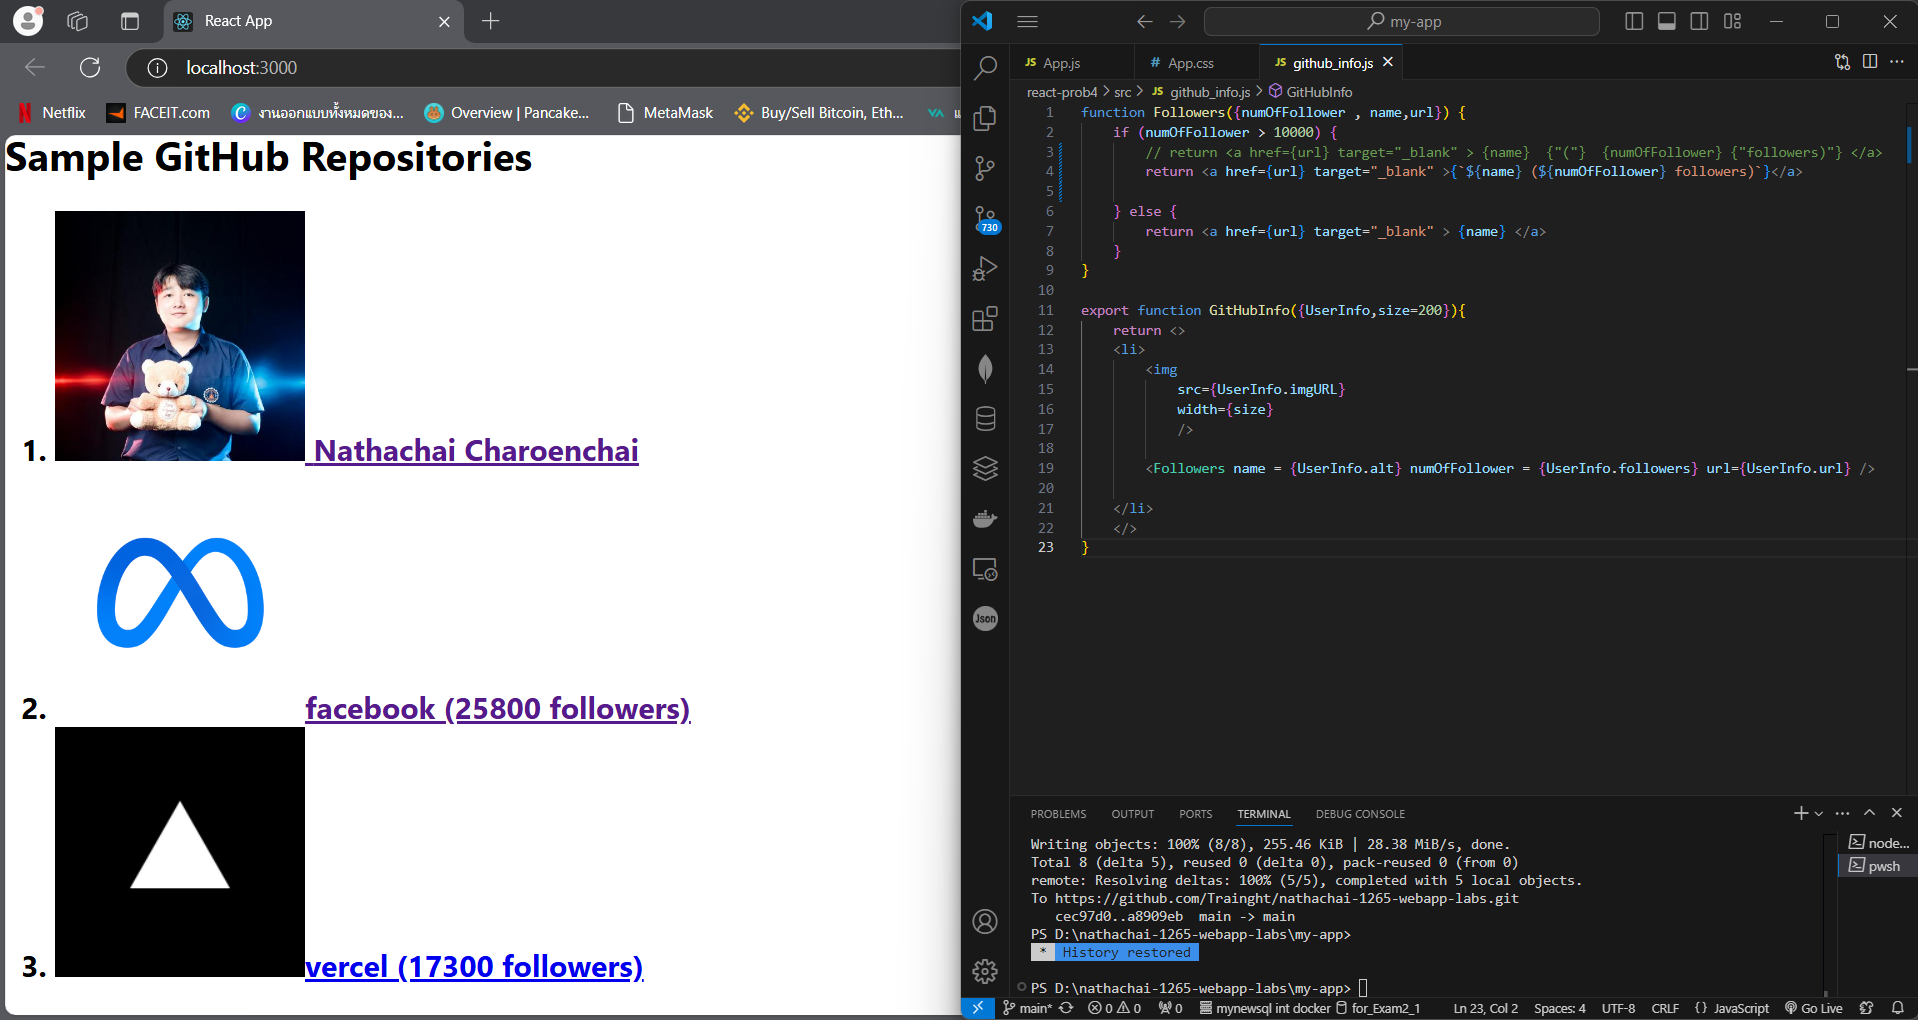 React App
localhost:3000
Netflix
FACEIT.com
งานออกแบบทั้งหมดของ...
Overview | Pancake...
MetaMask
Buy/Sell Bitcoin, Eth...
Sample GitHub Repositories
1. Nathachai Charoenchai
2. facebook (25800 followers)
3. vercel (17300 followers)
my-app
JS App.js
# App.css
JS github_info.js
react-prob4 > src > JS github_info.js > GitHubInfo
1 function Followers({numOfFollower , name,url}) {
2 if (numOfFollower > 10000) {
3 // return <a href={url} target="_blank" > {name}  {"("}  {numOfFollower} {"followers)"} </a>
4 return <a href={url} target="_blank" >{`${name} (${numOfFollower} followers)`}</a>
5
6 } else {
7 return <a href={url} target="_blank" > {name} </a>
8 }
9 }
10
11 export function GitHubInfo({UserInfo,size=200}){
12 return <>
13 <li>
14 <img
15 src={UserInfo.imgURL}
16 width={size}
17 />
18
19 <Followers name = {UserInfo.alt} numOfFollower = {UserInfo.followers} url={UserInfo.url} />
20
21 </li>
22 </>
23 }
730
Json
PROBLEMS
OUTPUT
PORTS
TERMINAL
DEBUG CONSOLE
Writing objects: 100% (8/8), 255.46 KiB | 28.38 MiB/s, done.
Total 8 (delta 5), reused 0 (delta 0), pack-reused 0 (from 0)
remote: Resolving deltas: 100% (5/5), completed with 5 local objects.
To https://github.com/Trainght/nathachai-1265-webapp-labs.git
cec97d0..a8909eb  main -> main
PS D:\nathachai-1265-webapp-labs\my-app>
* History restored
PS D:\nathachai-1265-webapp-labs\my-app>
node...
pwsh
main*
0
0
0
mynewsql int docker
for_Exam2_1
Ln 23, Col 2
Spaces: 4
UTF-8
CRLF
{ } JavaScript
Go Live